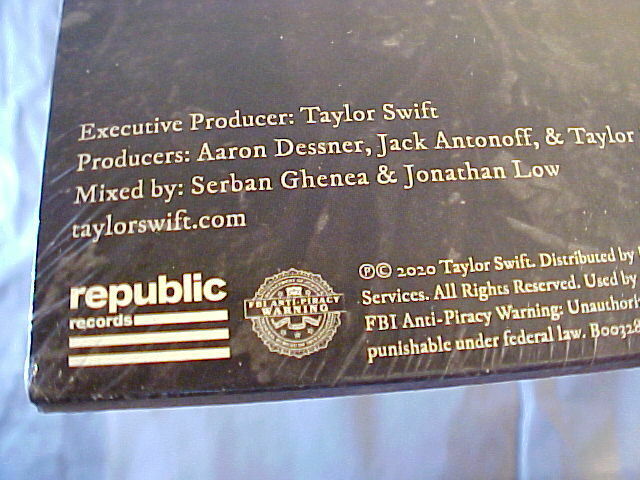 Executive Producer: Taylor Swift
Producers: Aaron Dessner, Jack Antonoff, & Taylor
Mixed by: Serban Ghenea & Jonathan Low
taylorswift.com
republic
records
FBI ANTI-PIRACY
WARNING
℗© 2020 Taylor Swift. Distributed by
Services. All Rights Reserved. Used by
FBI Anti-Piracy Warning: Unauthori
punishable under federal law. B00328